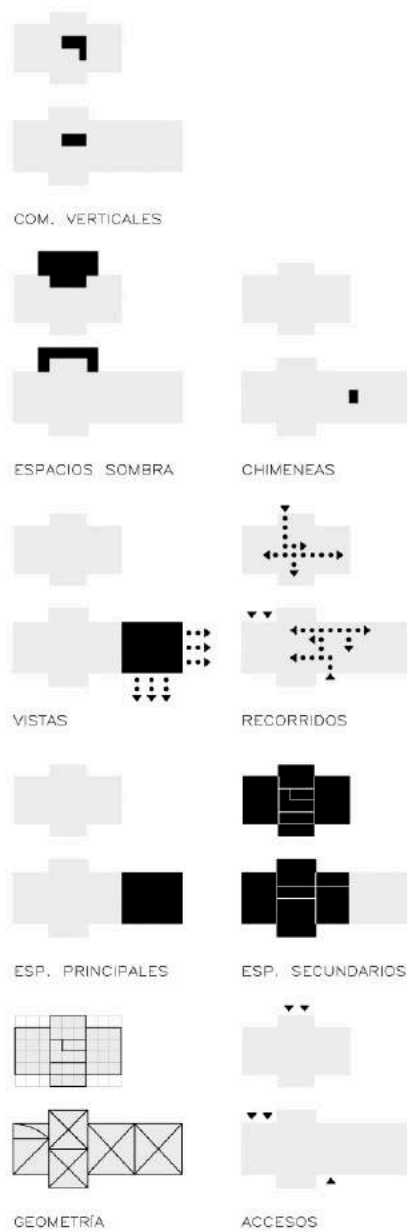 COM. VERTICALES
ESPACIOS SOMBRA
CHIMENEAS
VISTAS
RECORRIDOS
ESP. PRINCIPALES
ESP. SECUNDARIOS
GEOMETRÍA
ACCESOS